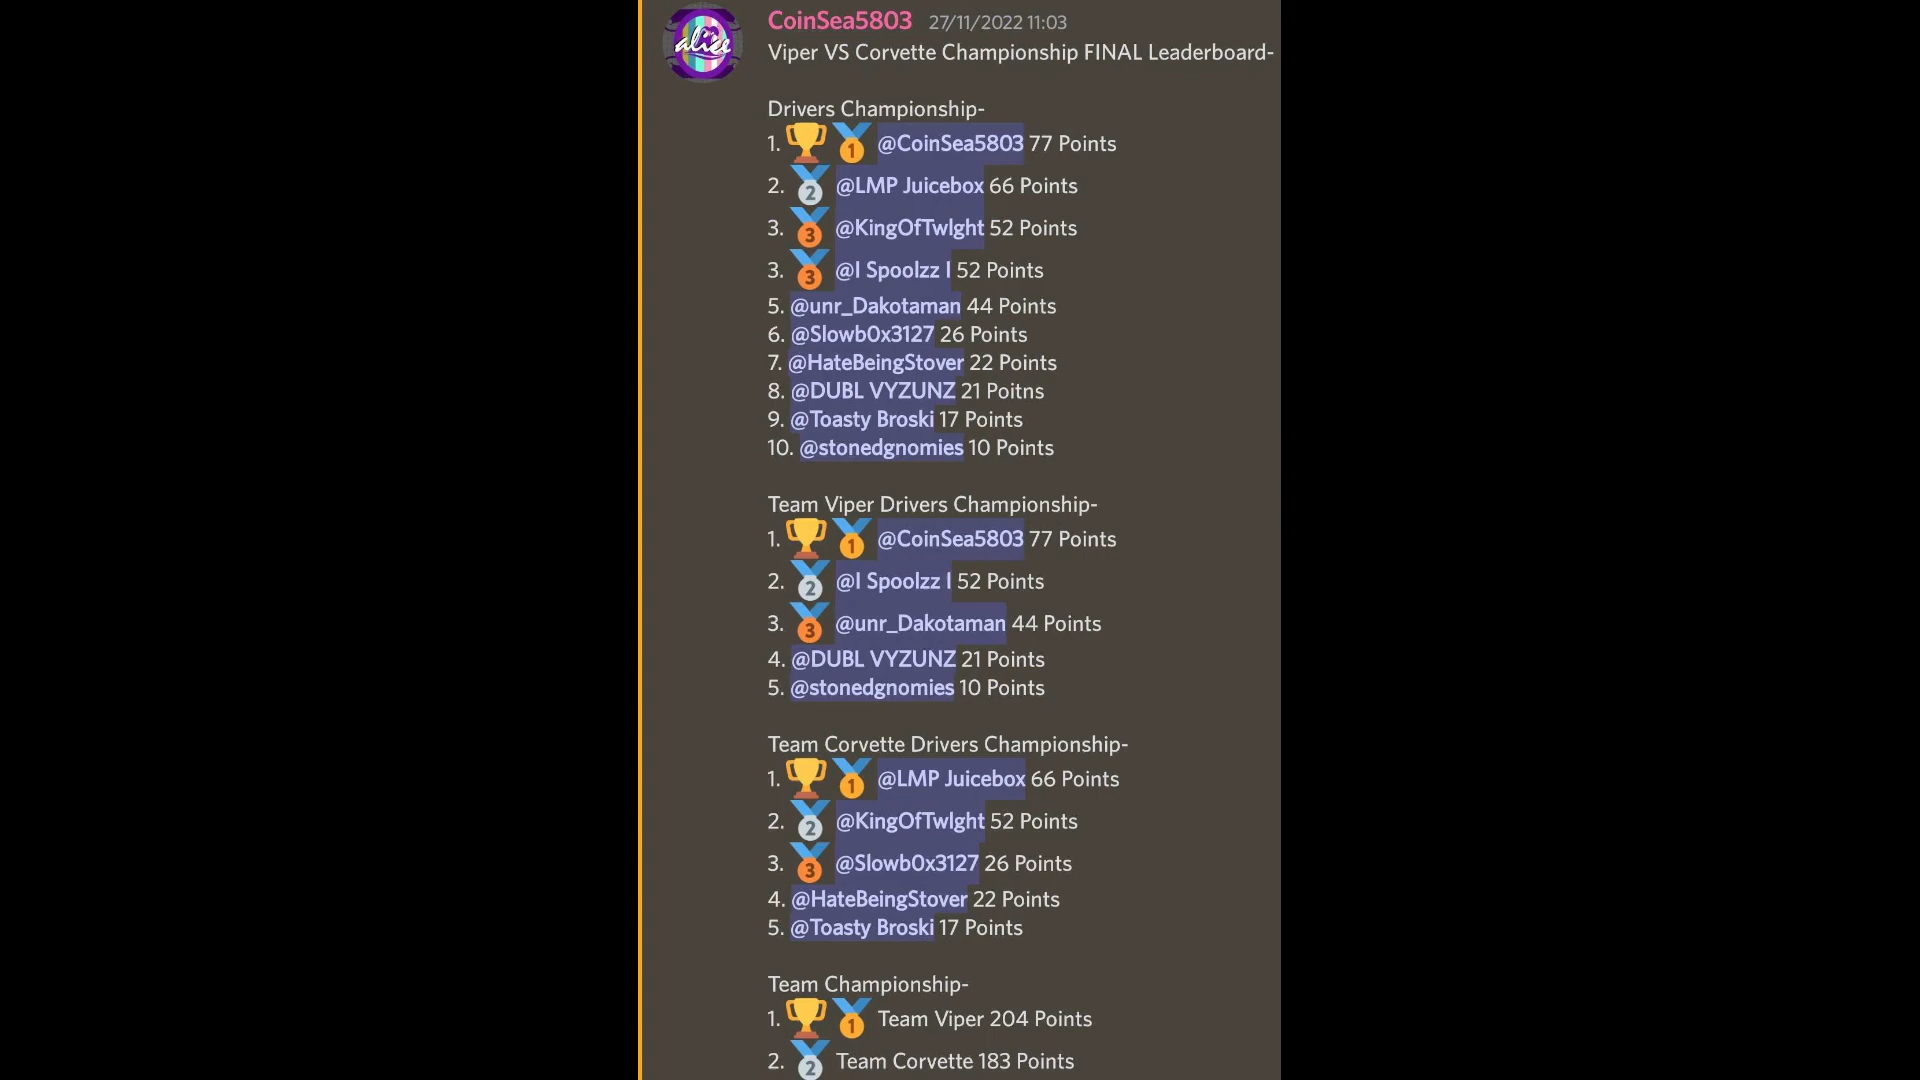 alice
CoinSea5803 27/11/2022 11:03
Viper VS Corvette Championship FINAL Leaderboard-
Drivers Championship-
1. 🏆🥇 @CoinSea5803 77 Points
2. 🥈 @LMP Juicebox 66 Points
3. 🥉 @KingOfTwlght 52 Points
3. 🥉 @I Spoolzz I 52 Points
5. @unr_Dakotaman 44 Points
6. @Slowb0x3127 26 Points
7. @HateBeingStover 22 Points
8. @DUBL VYZUNZ 21 Poitns
9. @Toasty Broski 17 Points
10. @stonedgnomies 10 Points
Team Viper Drivers Championship-
1. 🏆🥇 @CoinSea5803 77 Points
2. 🥈 @I Spoolzz I 52 Points
3. 🥉 @unr_Dakotaman 44 Points
4. @DUBL VYZUNZ 21 Points
5. @stonedgnomies 10 Points
Team Corvette Drivers Championship-
1. 🏆🥇 @LMP Juicebox 66 Points
2. 🥈 @KingOfTwlght 52 Points
3. 🥉 @Slowb0x3127 26 Points
4. @HateBeingStover 22 Points
5. @Toasty Broski 17 Points
Team Championship-
1. 🏆🥇 Team Viper 204 Points
2. 🥈 Team Corvette 183 Points